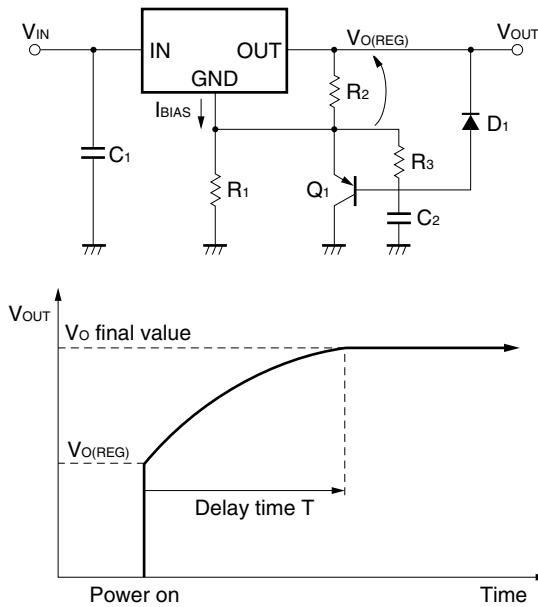 VIN
IN
OUT
VO(REG)
VOUT
GND
IBIAS
R2
D1
C1
R1
Q1
R3
C2
VOUT
VO final value
VO(REG)
Delay time T
Power on
Time